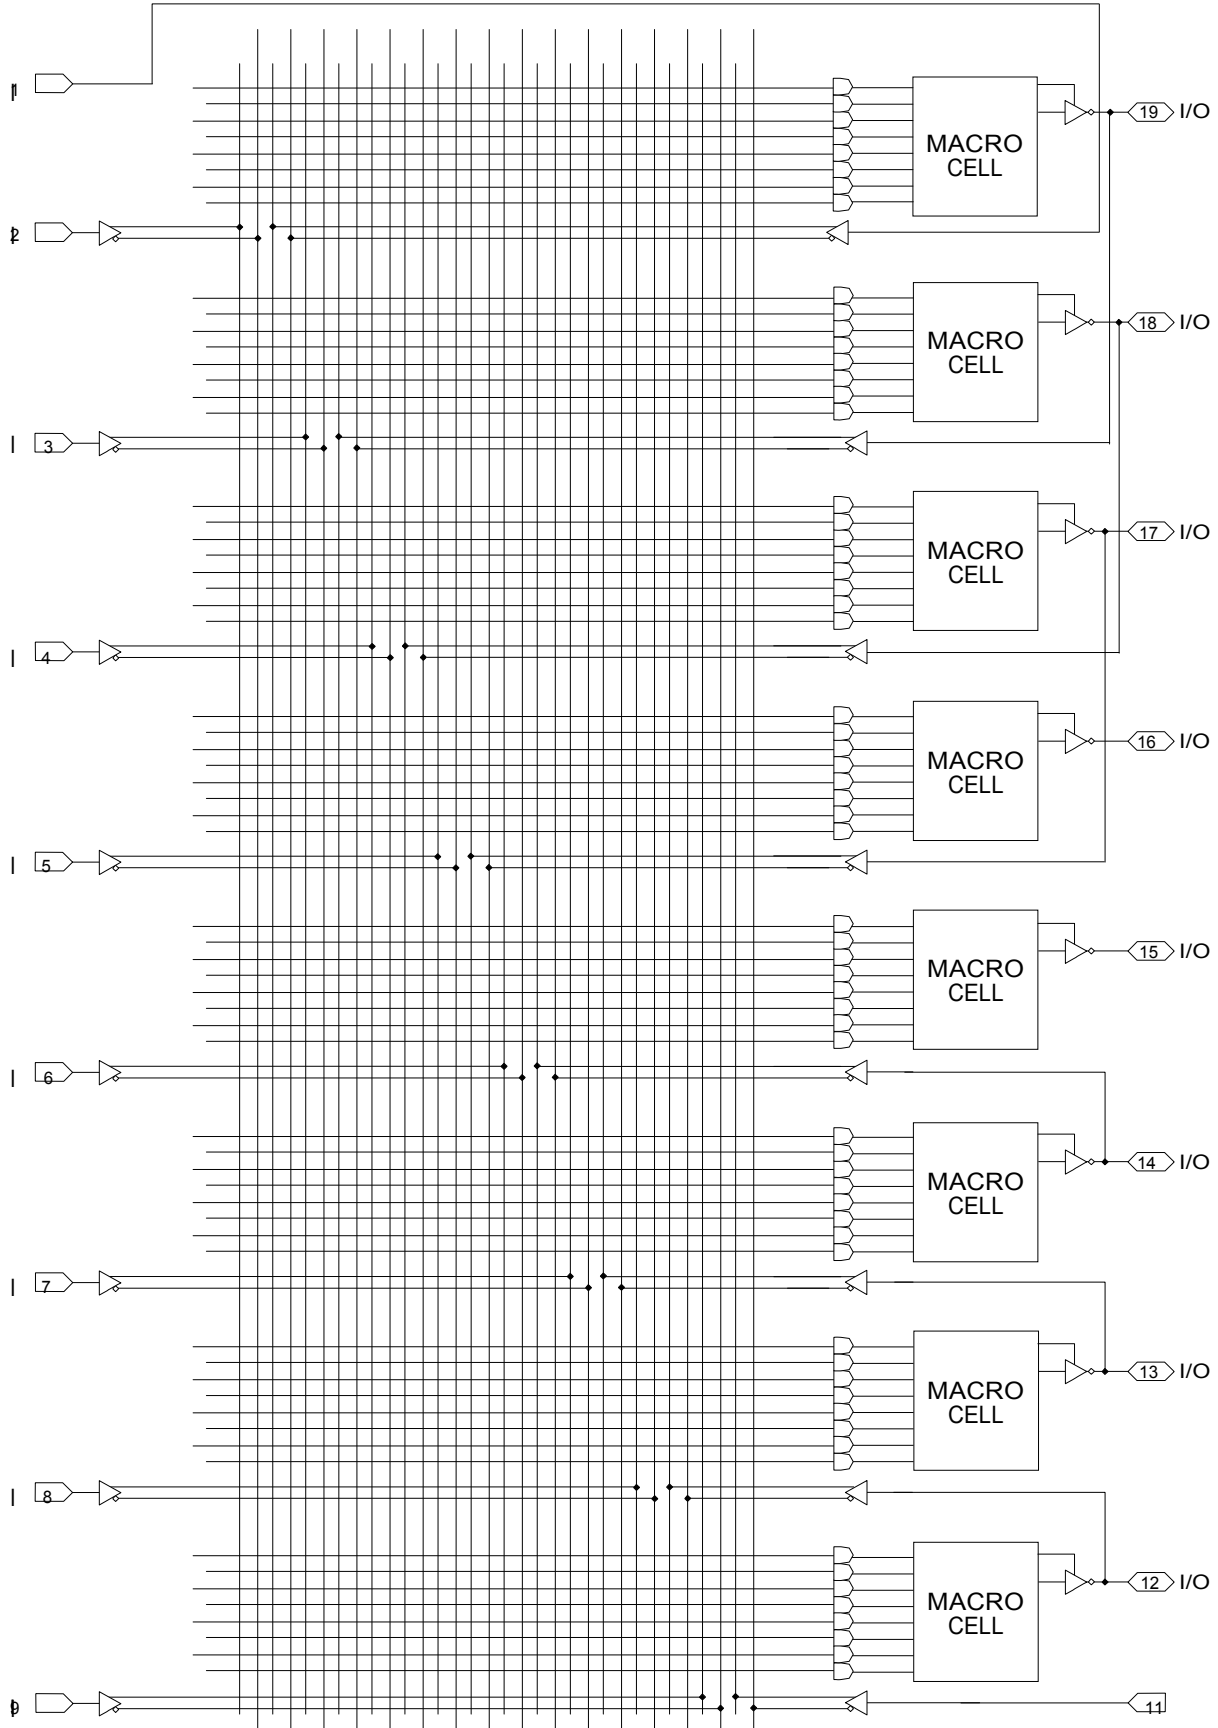 I
1
MACRO
CELL
19 I/O
I
2
MACRO
CELL
18 I/O
I 3
MACRO
CELL
17 I/O
I 4
MACRO
CELL
16 I/O
I 5
MACRO
CELL
15 I/O
I 6
MACRO
CELL
14 I/O
I 7
MACRO
CELL
13 I/O
I 8
MACRO
CELL
12 I/O
I
9
11